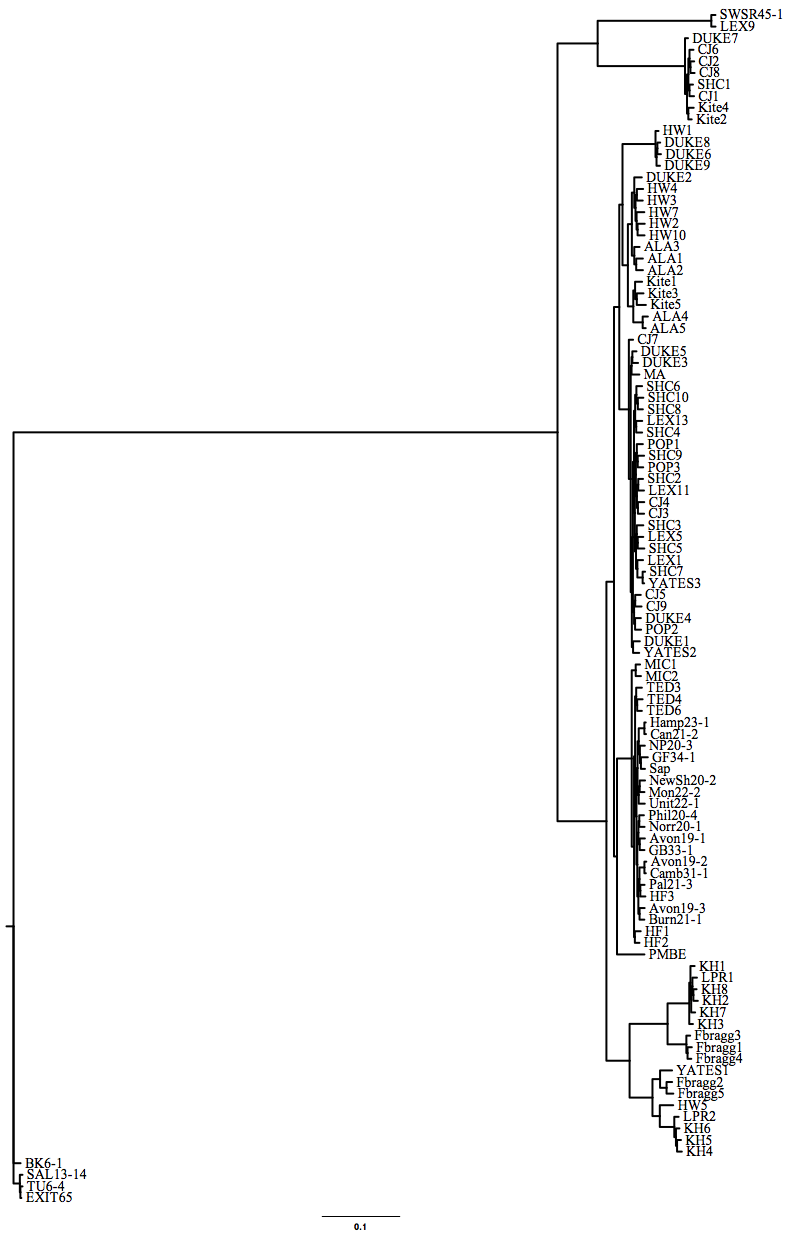 SWSR45-1
LEX9
DUKE7
CJ6
CJ2
CJ8
SHC1
CJ1
Kite4
Kite2
HW1
DUKE8
DUKE6
DUKE9
DUKE2
HW4
HW3
HW7
HW2
HW10
ALA3
ALA1
ALA2
Kite1
Kite3
Kite5
ALA4
ALA5
CJ7
DUKE5
DUKE3
MA
SHC6
SHC10
SHC8
LEX13
SHC4
POP1
SHC9
POP3
SHC2
LEX11
CJ4
CJ3
SHC3
LEX5
SHC5
LEX1
SHC7
YATES3
CJ5
CJ9
DUKE4
POP2
DUKE1
YATES2
MIC1
MIC2
TED3
TED4
TED6
Hamp23-1
Can21-2
NP20-3
GF34-1
Sap
NewSh20-2
Mon22-2
Unit22-1
Phil20-4
Norr20-1
Avon19-1
GB33-1
Avon19-2
Camb31-1
Pal21-3
HF3
Avon19-3
Burn21-1
HF1
HF2
PMBE
KH1
LPR1
KH8
KH2
KH7
KH3
Fbragg3
Fbragg1
Fbragg4
YATES1
Fbragg2
Fbragg5
HW5
LPR2
KH6
KH5
KH4
BK6-1
SAL13-14
TU6-4
EXIT65
0.1